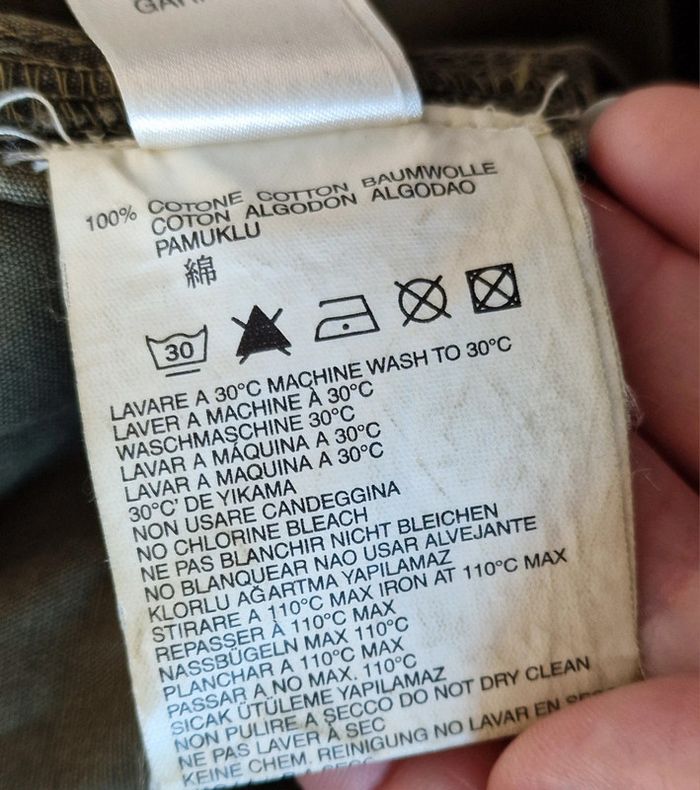 100% COTONE COTTON BAUMWOLLE
COTON ALGODON ALGODAO
PAMUKLU
綿
30
LAVARE A 30°C MACHINE WASH TO 30°C
LAVER A MACHINE À 30°C
WASCHMASCHINE 30°C
LAVAR A MÁQUINA A 30°C
LAVAR A MAQUINA A 30°C
30°C' DE YIKAMA
NON USARE CANDEGGINA
NO CHLORINE BLEACH
NE PAS BLANCHIR NICHT BLEICHEN
NO BLANQUEAR NAO USAR ALVEJANTE
KLORLU AĞARTMA YAPILAMAZ
STIRARE A 110°C MAX IRON AT 110°C MAX
REPASSER À 110°C MAX
NASSBÜGELN MAX 110°C
PLANCHAR A 110°C MAX
PASSAR A NO MAX. 110°C
SICAK ÜTÜLEME YAPILAMAZ
NON PULIRE A SECCO DO NOT DRY CLEAN
NE PAS LAVER À SEC
KEINE CHEM. REINIGUNG NO LAVAR EN